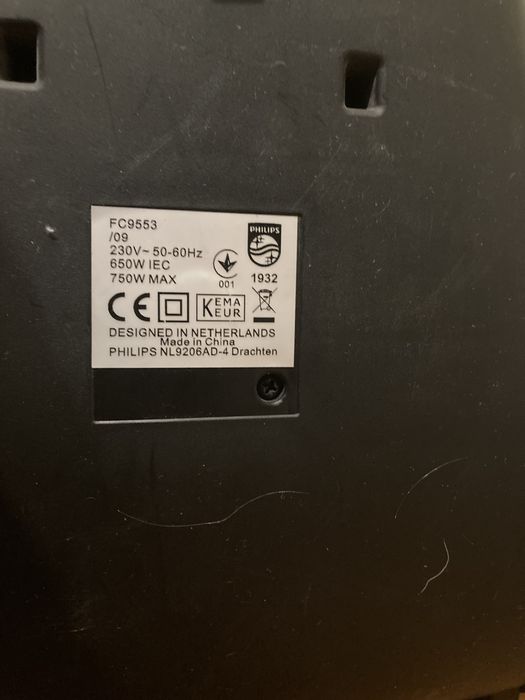 FC9553
/09
230V~ 50-60Hz
650W IEC
750W MAX
001
PHILIPS
1932
CE
KEMA
KEUR
DESIGNED IN NETHERLANDS
Made in China
PHILIPS NL9206AD-4 Drachten